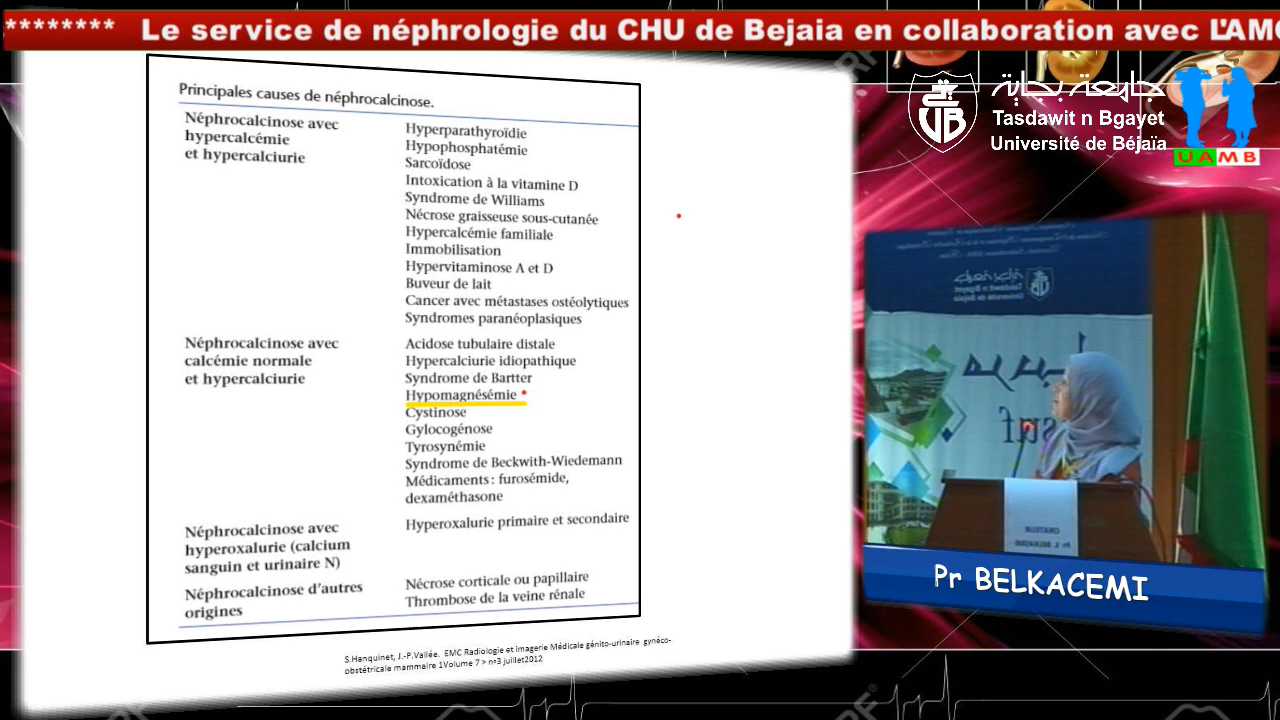 ******** Le service de néphrologie du CHU de Bejaia en collaboration avec L'AMO
Principales causes de néphrocalcinose.
Néphrocalcinose avec
hypercalcémie
et hypercalciurie
Hyperparathyroïdie
Hypophosphatémie
Sarcoïdose
Intoxication à la vitamine D
Syndrome de Williams
Nécrose graisseuse sous-cutanée
Hypercalcémie familiale
Immobilisation
Hypervitaminose A et D
Buveur de lait
Cancer avec métastases ostéolytiques
Syndromes paranéoplasiques
Néphrocalcinose avec
calcémie normale
et hypercalciurie
Acidose tubulaire distale
Hypercalciurie idiopathique
Syndrome de Bartter
Hypomagnésémie
Cystinose
Gylocogénose
Tyrosynémie
Syndrome de Beckwith-Wiedemann
Médicaments : furosémide,
dexaméthasone
Néphrocalcinose avec
hyperoxalurie (calcium
sanguin et urinaire N)
Hyperoxalurie primaire et secondaire
Néphrocalcinose d'autres
origines
Nécrose corticale ou papillaire
Thrombose de la veine rénale
S.Hanquinet, J.-P.Vallée. EMC Radiologie et imagerie Médicale génito-urinaire gynéco-
obstétricale mammaire 1Volume 7 > n◦3 juillet2012
جامعة بجاية
Tasdawit n Bgayet
Université de Béjaïa
UAMB
ORATEUR
Pr L. BELKACEMI
Pr BELKACEMI